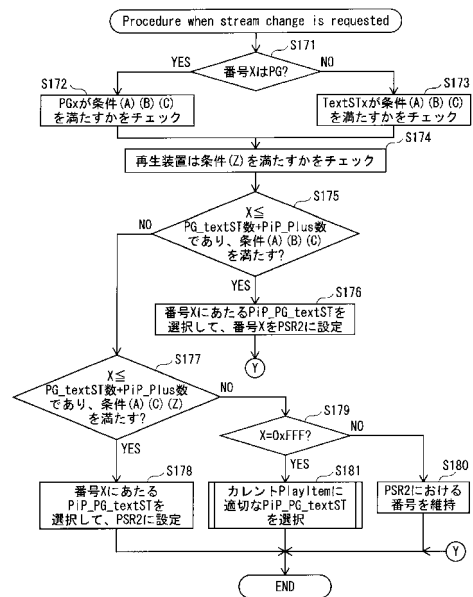 Procedure when stream change is requested
S171
番号XはPG?
YES
NO
S172
PGxが条件(A)(B)(C)
を満たすかをチェック
S173
TextSTxが条件(A)(B)(C)
を満たすかをチェック
S174
再生装置は条件(Z)を満たすかをチェック
S175
X≦
PG_textST数+PiP_Plus数
であり、条件(A)(B)(C)
を満たす?
NO
YES
S176
番号XにあたるPiP_PG_textSTを
選択して、番号XをPSR2に設定
Y
S177
X≦
PG_textST数+PiP_Plus数
であり、条件(A)(C)(Z)
を満たす?
NO
YES
S179
X=0xFFF?
NO
YES
S178
番号Xにあたる
PiP_PG_textSTを
選択して、PSR2に設定
S181
カレントPlayItemに
適切なPiP_PG_textST
を選択
S180
PSR2における
番号を維持
Y
END